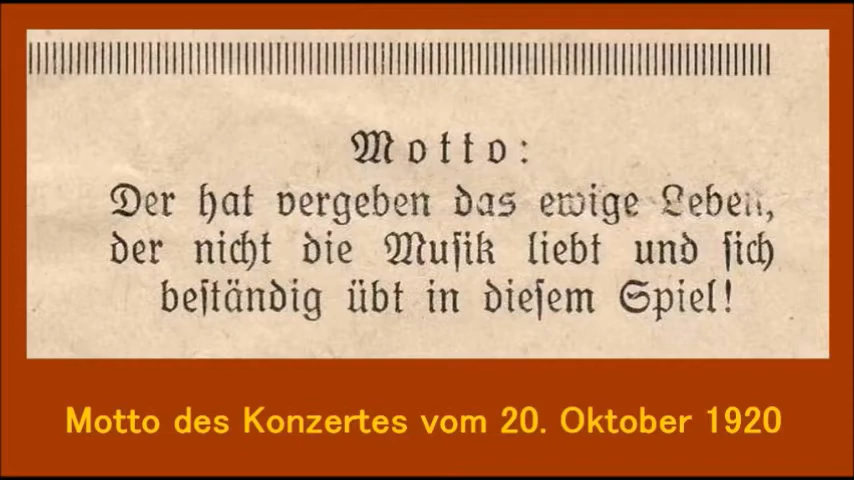 Motto:
Der hat vergeben das ewige Leben,
der nicht die Muſik liebt und ſich
beſtändig übt in dieſem Spiel!
Motto des Konzertes vom 20. Oktober 1920